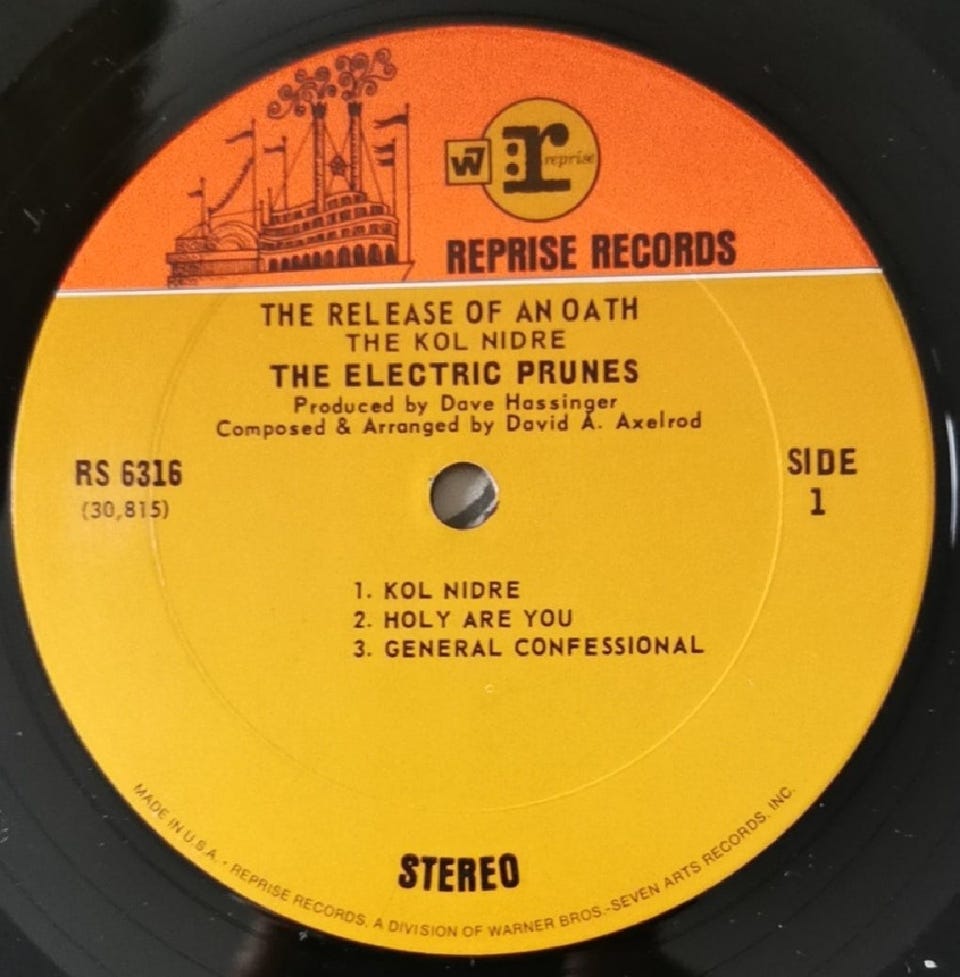 W7 :r reprise
REPRISE RECORDS
THE RELEASE OF AN OATH
THE KOL NIDRE
THE ELECTRIC PRUNES
Produced by Dave Hassinger
Composed & Arranged by David A. Axelrod
RS 6316
(30,815)
SIDE
1
1. KOL NIDRE
2. HOLY ARE YOU
3. GENERAL CONFESSIONAL
STEREO
MADE IN U.S.A. • REPRISE RECORDS, A DIVISION OF WARNER BROS.-SEVEN ARTS RECORDS, INC.